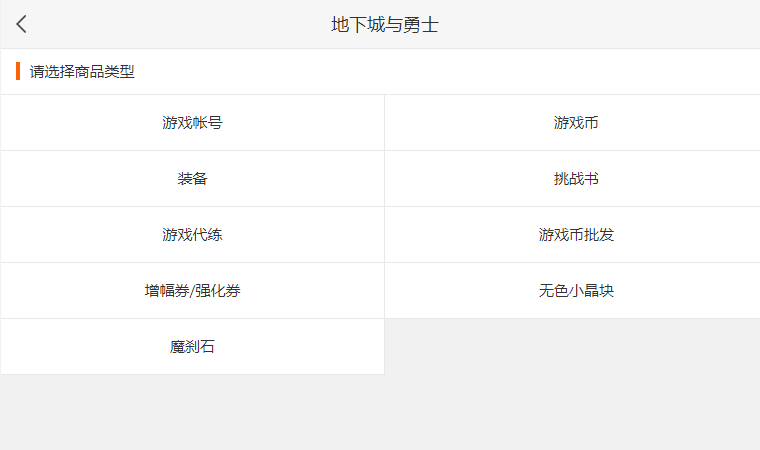 地下城与勇士
请选择商品类型
游戏帐号
游戏币
装备
挑战书
游戏代练
游戏币批发
增幅券/强化券
无色小晶块
魔刹石